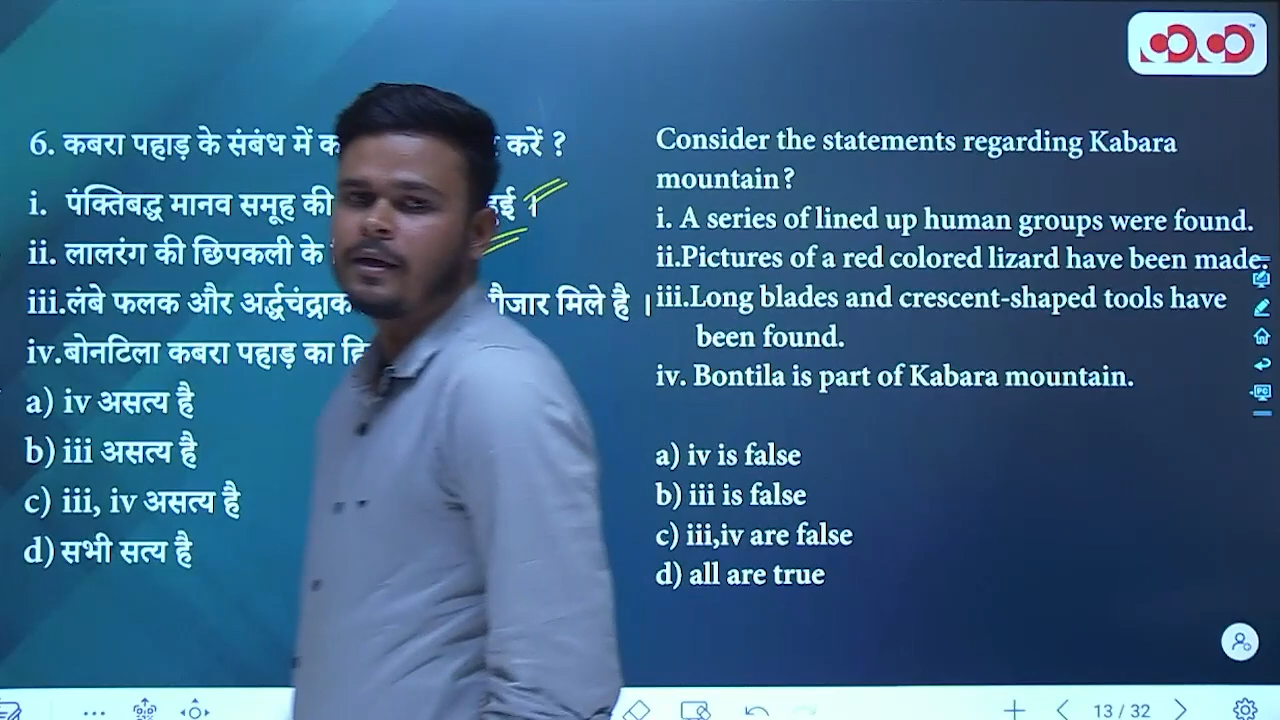 6. कबरा पहाड़ के संबंध में करें ?
i. पंक्तिबद्ध मानव समूह की हुई ।
ii. लालरंग की छिपकली के
iii.लंबे फलक और अर्द्धचंद्राक औजार मिले है ।
iv.बोनटिला कबरा पहाड़ का
a) iv असत्य है
b) iii असत्य है
c) iii, iv असत्य है
d) सभी सत्य है
Consider the statements regarding Kabara
mountain?
i. A series of lined up human groups were found.
ii.Pictures of a red colored lizard have been made.
iii.Long blades and crescent-shaped tools have
been found.
iv. Bontila is part of Kabara mountain.
a) iv is false
b) iii is false
c) iii,iv are false
d) all are true
13 / 32